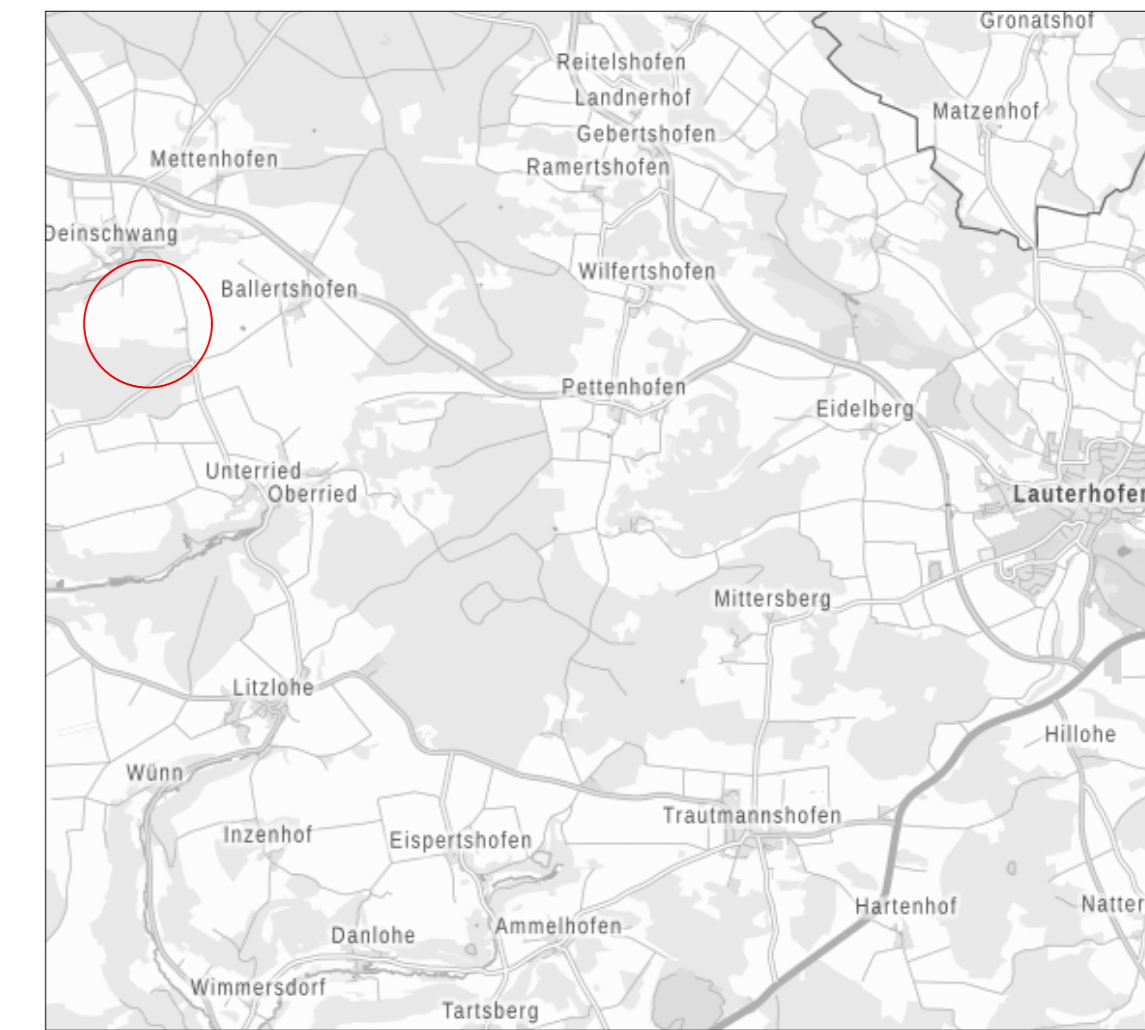 Gronatshof
Reitelshofen
Landnerhof
Matzenhof
Gebertshofen
Mettenhofen
Ramertshofen
Deinschwang
Wilfertshofen
Ballertshofen
Pettenhofen
Eidelberg
Unterried
Oberried
Lauterhofen
Mittersberg
Litzlohe
Hillohe
Wünn
Trautmannshofen
Inzenhof
Eispertshofen
Hartenhof
Natter
Ammelhofen
Danlohe
Wimmersdorf
Tartsberg